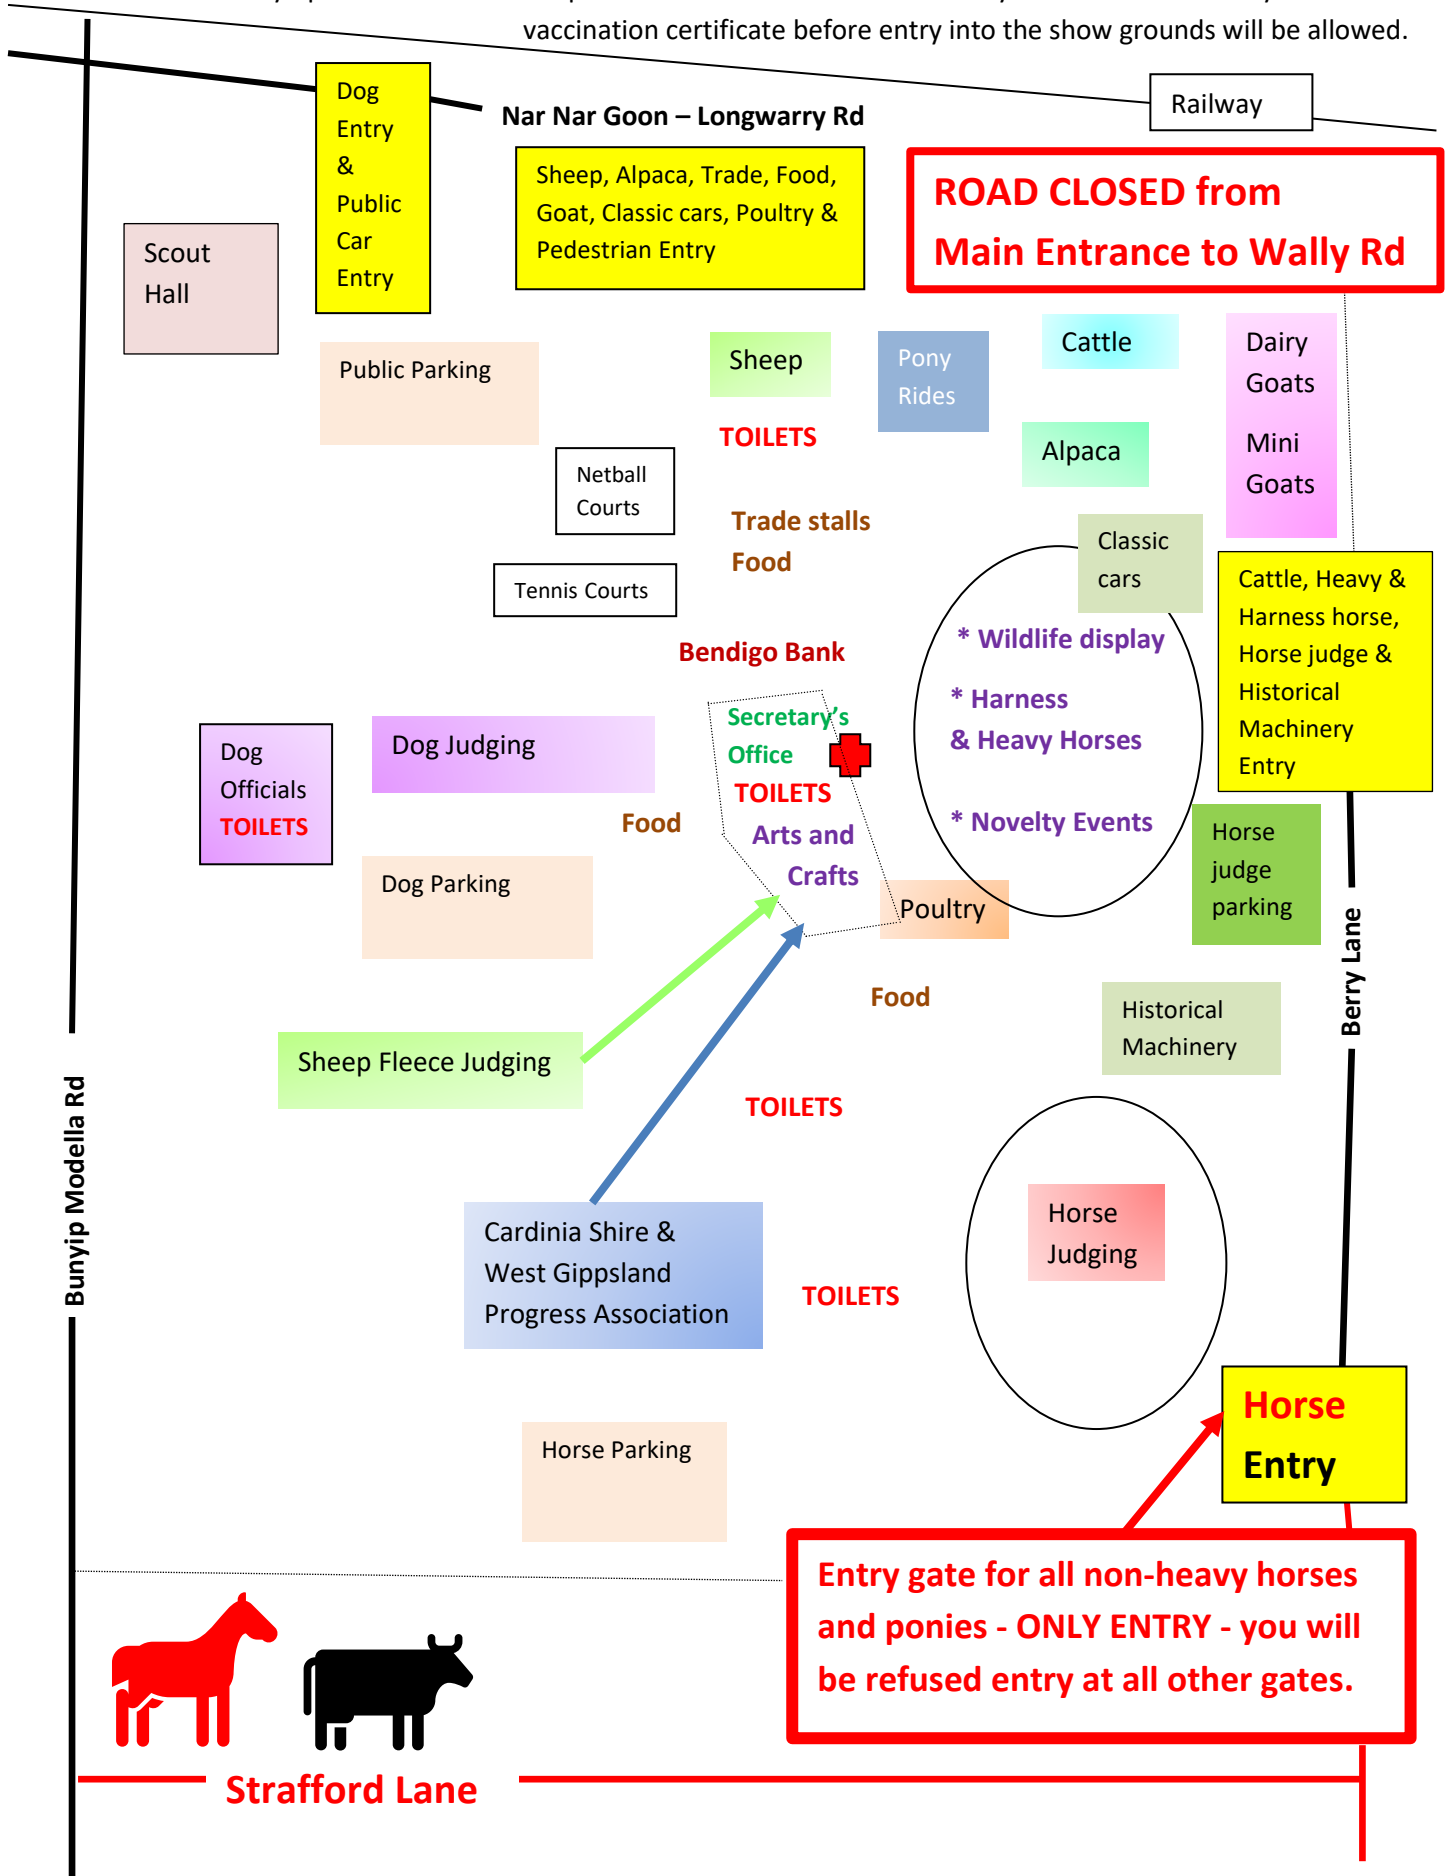 vaccination certificate before entry into the show grounds will be allowed.
Railway
Nar Nar Goon – Longwarry Rd
Dog
Entry
&
Public
Car
Entry
Sheep, Alpaca, Trade, Food,
Goat, Classic cars, Poultry &
Pedestrian Entry
ROAD CLOSED from
Main Entrance to Wally Rd
Scout
Hall
Public Parking
Sheep
Pony
Rides
Cattle
Dairy
Goats
Mini
Goats
TOILETS
Alpaca
Netball
Courts
Trade stalls
Food
Classic
cars
Tennis Courts
Cattle, Heavy &
Harness horse,
Horse judge &
Historical
Machinery
Entry
Bendigo Bank
* Wildlife display
* Harness
& Heavy Horses
* Novelty Events
Secretary's
Office
TOILETS
Arts and
Crafts
Dog
Officials
TOILETS
Dog Judging
Food
Horse
judge
parking
Dog Parking
Poultry
Berry Lane
Food
Historical
Machinery
Sheep Fleece Judging
TOILETS
Bunyip Modella Rd
Cardinia Shire &
West Gippsland
Progress Association
Horse
Judging
TOILETS
Horse
Entry
Horse Parking
Entry gate for all non-heavy horses
and ponies - ONLY ENTRY - you will
be refused entry at all other gates.
Strafford Lane